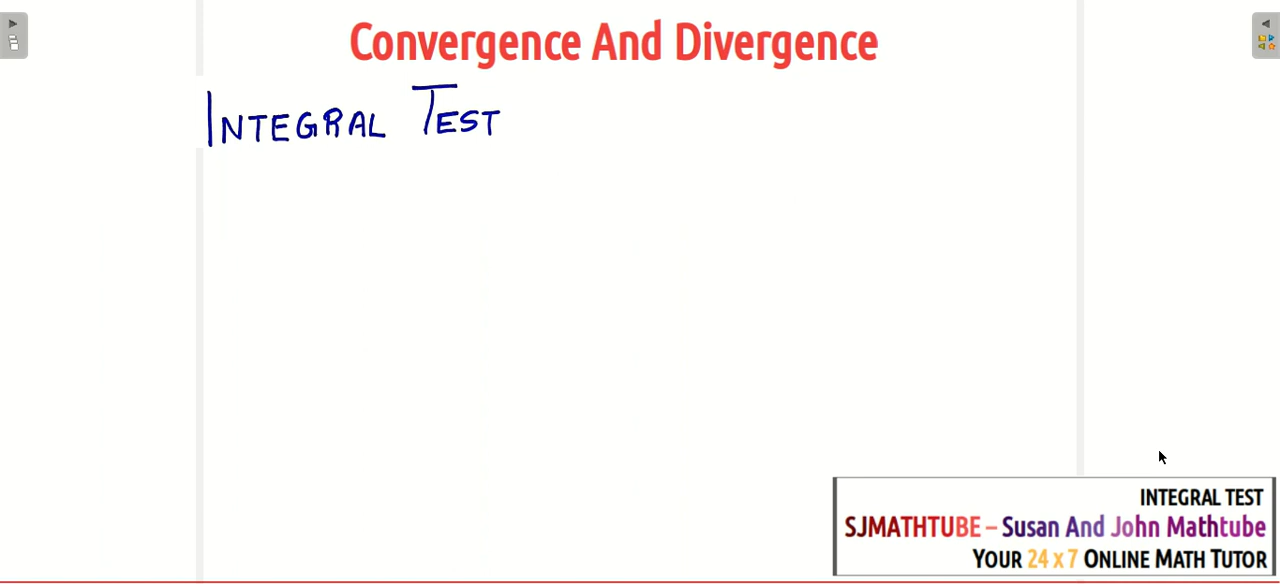 Convergence And Divergence
INTEGRAL TEST
INTEGRAL TEST
SJMATHTUBE – Susan And John Mathtube
YOUR 24 x 7 ONLINE MATH TUTOR